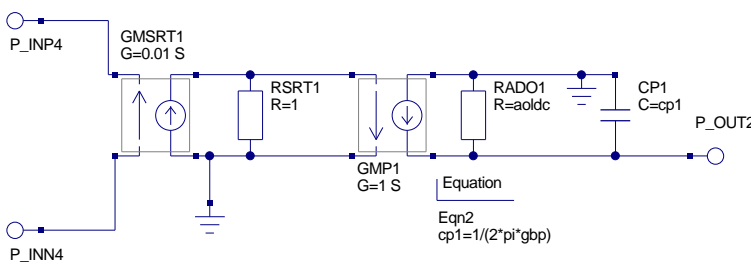 P_INP4
GMSRT1
G=0.01 S
RSRT1
R=1
RADO1
R=aoldc
CP1
C=cp1
P_OUT2
GMP1
G=1 S
Equation
Eqn2
cp1=1/(2*pi*gbp)
P_INN4